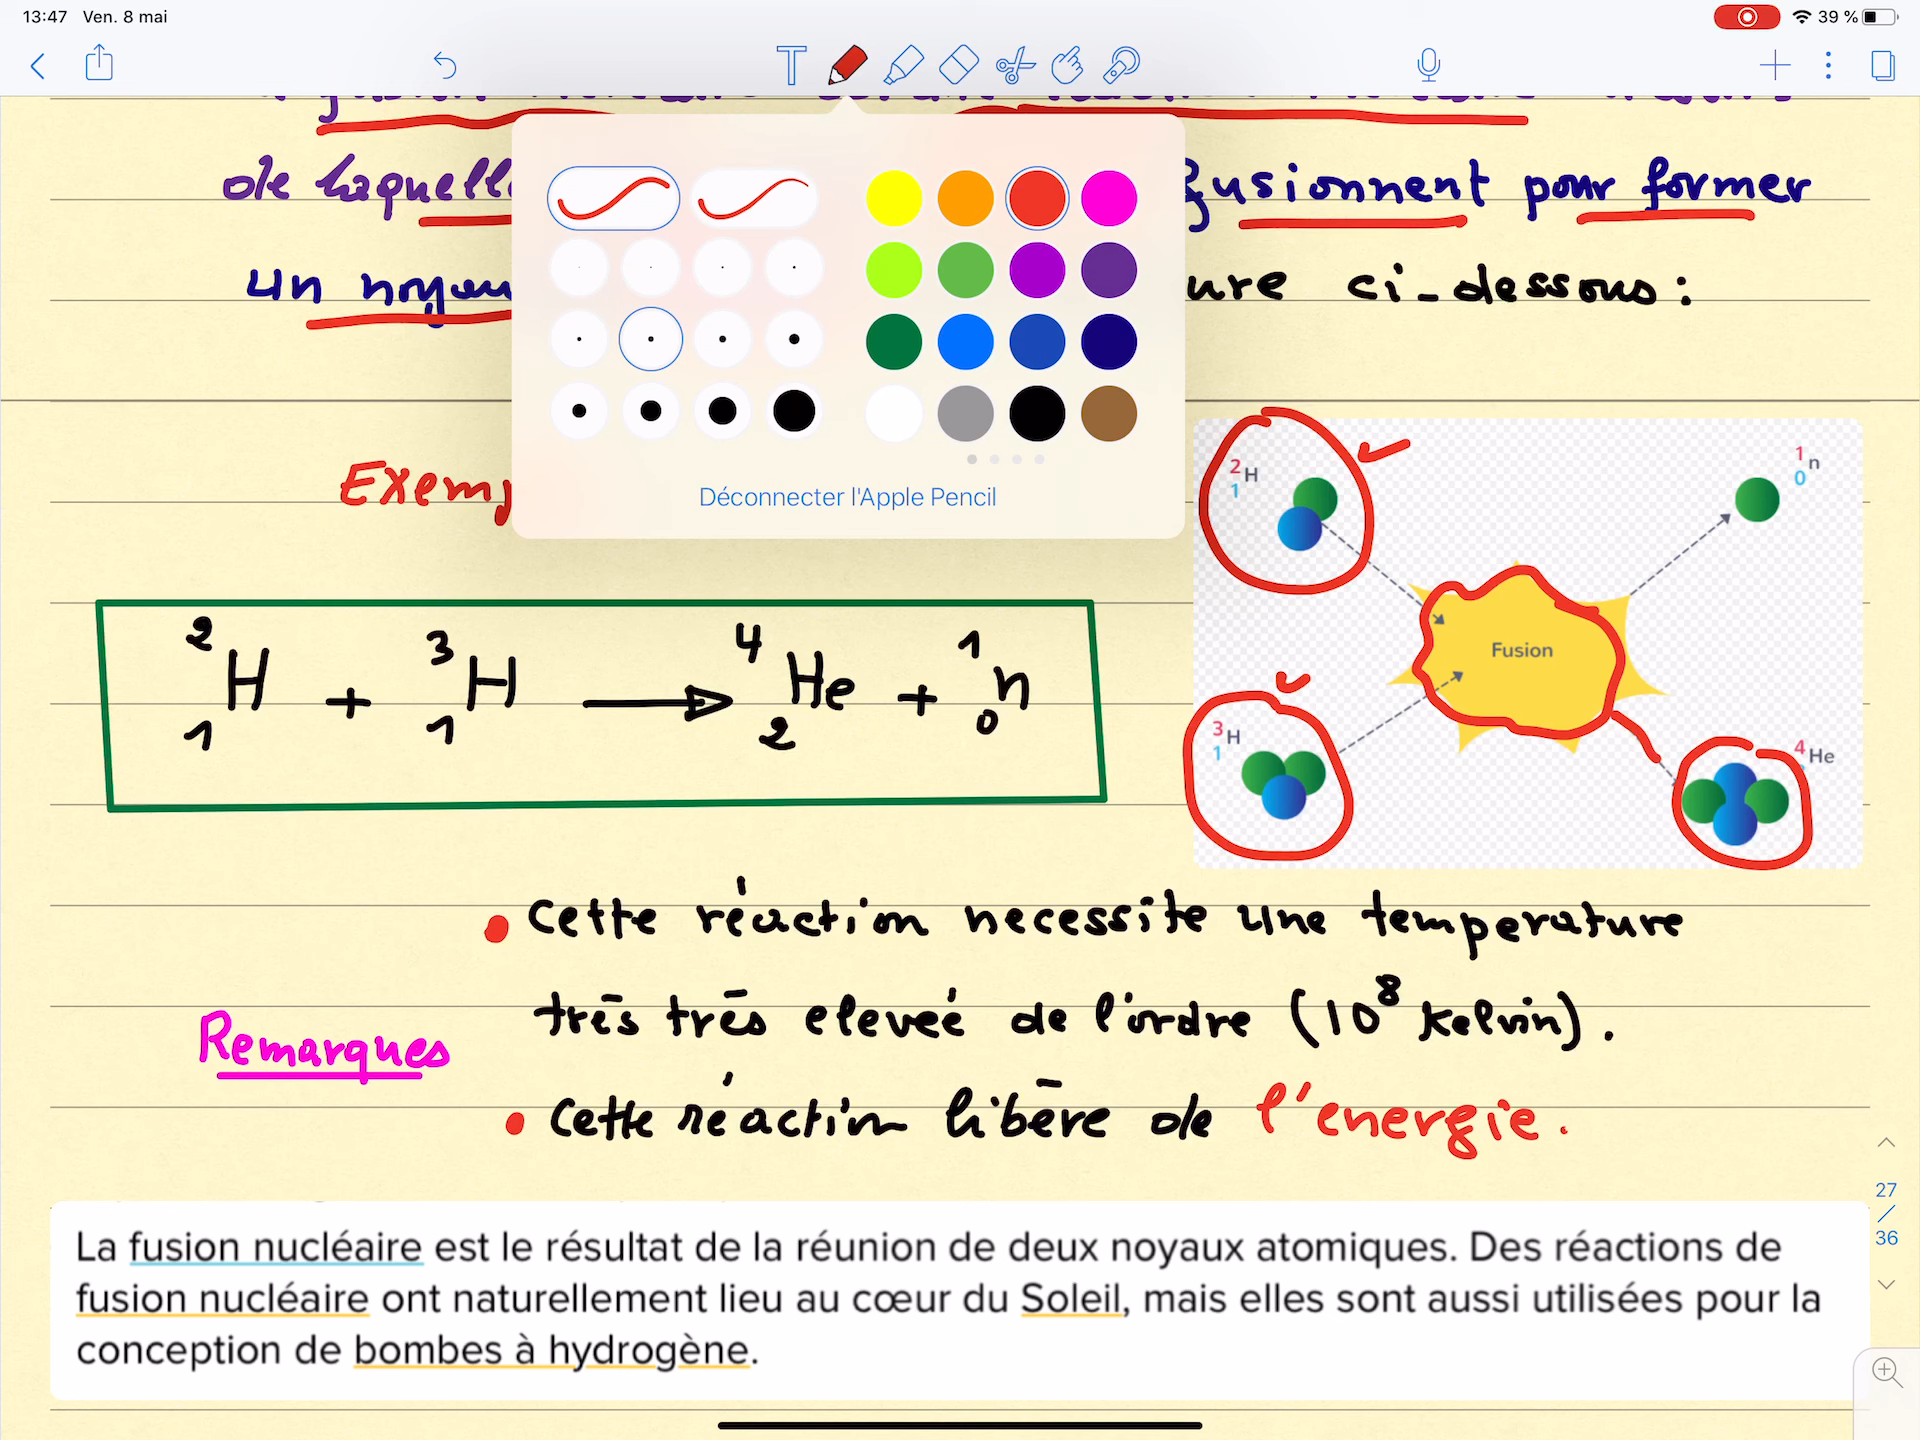 13:47 Ven. 8 mai 39 %
de laquelle fusionnent pour former
un noyau ure ci-dessous :
Déconnecter l'Apple Pencil
Exemp
2 H 1
1 n 0
Fusion
3 H 1
4 He
2 1 H + 3 1 H → 4 2 He + 1 0 n
• Cette réaction necessite une temperature
très très eleveé de l'ordre (10⁸ Kelvin).
Remarques
• Cette réaction libère de l'energie.
27
/
36
La fusion nucléaire est le résultat de la réunion de deux noyaux atomiques. Des réactions de
fusion nucléaire ont naturellement lieu au cœur du Soleil, mais elles sont aussi utilisées pour la
conception de bombes à hydrogène.